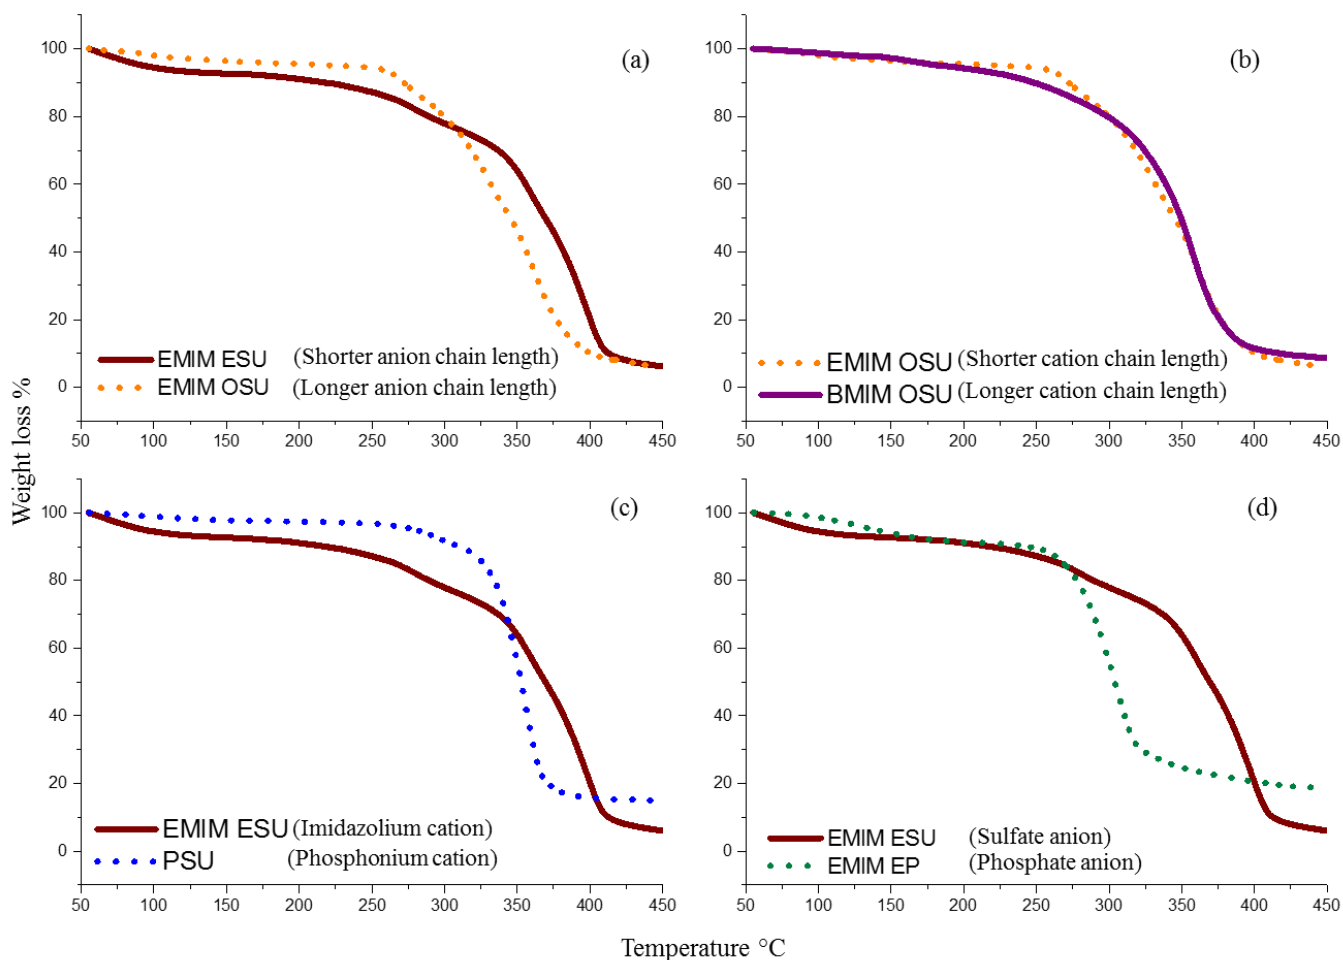 Weight loss %
(a)
100
80
60
40
20
0
EMIM ESU (Shorter anion chain length)
EMIM OSU (Longer anion chain length)
50 100 150 200 250 300 350 400 450
(b)
100
80
60
40
20
0
EMIM OSU (Shorter cation chain length)
BMIM OSU (Longer cation chain length)
50 100 150 200 250 300 350 400 450
(c)
100
80
60
40
20
0
EMIM ESU (Imidazolium cation)
PSU (Phosphonium cation)
50 100 150 200 250 300 350 400 450
(d)
100
80
60
40
20
0
EMIM ESU (Sulfate anion)
EMIM EP (Phosphate anion)
50 100 150 200 250 300 350 400 450
Temperature °C